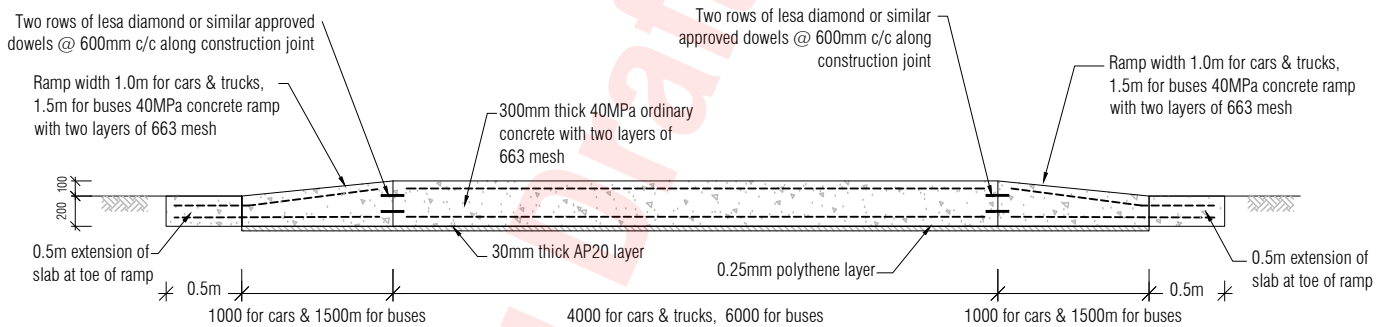 Two rows of lesa diamond or similar approved
dowels @ 600mm c/c along construction joint
Ramp width 1.0m for cars & trucks,
1.5m for buses 40MPa concrete ramp
with two layers of 663 mesh
300mm thick 40MPa ordinary
concrete with two layers of
663 mesh
Two rows of lesa diamond or similar
approved dowels @ 600mm c/c along
construction joint
Ramp width 1.0m for cars & trucks,
1.5m for buses 40MPa concrete ramp
with two layers of 663 mesh
100
200
0.5m extension of
slab at toe of ramp
30mm thick AP20 layer
0.25mm polythene layer
0.5m extension of
slab at toe of ramp
0.5m
0.5m
1000 for cars & 1500m for buses
4000 for cars & trucks, 6000 for buses
1000 for cars & 1500m for buses
Draft